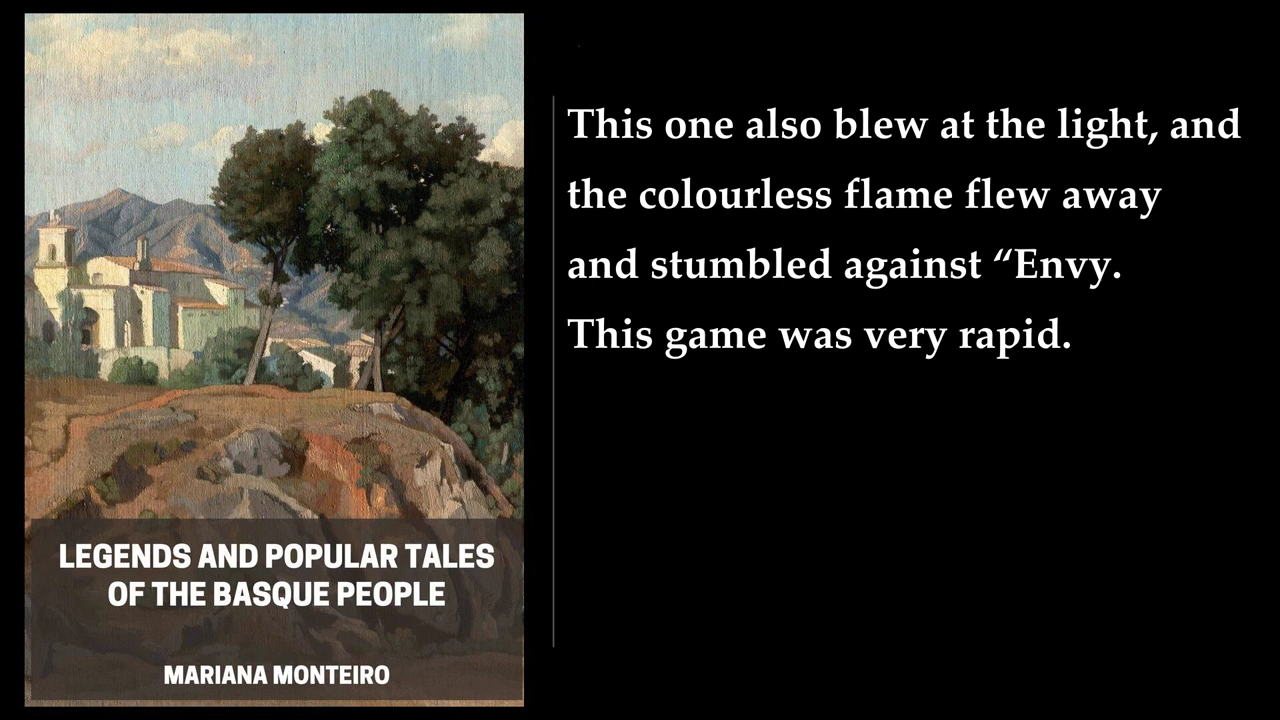 This one also blew at the light, and
the colourless flame flew away
and stumbled against “Envy.
This game was very rapid.
LEGENDS AND POPULAR TALES
OF THE BASQUE PEOPLE
MARIANA MONTEIRO